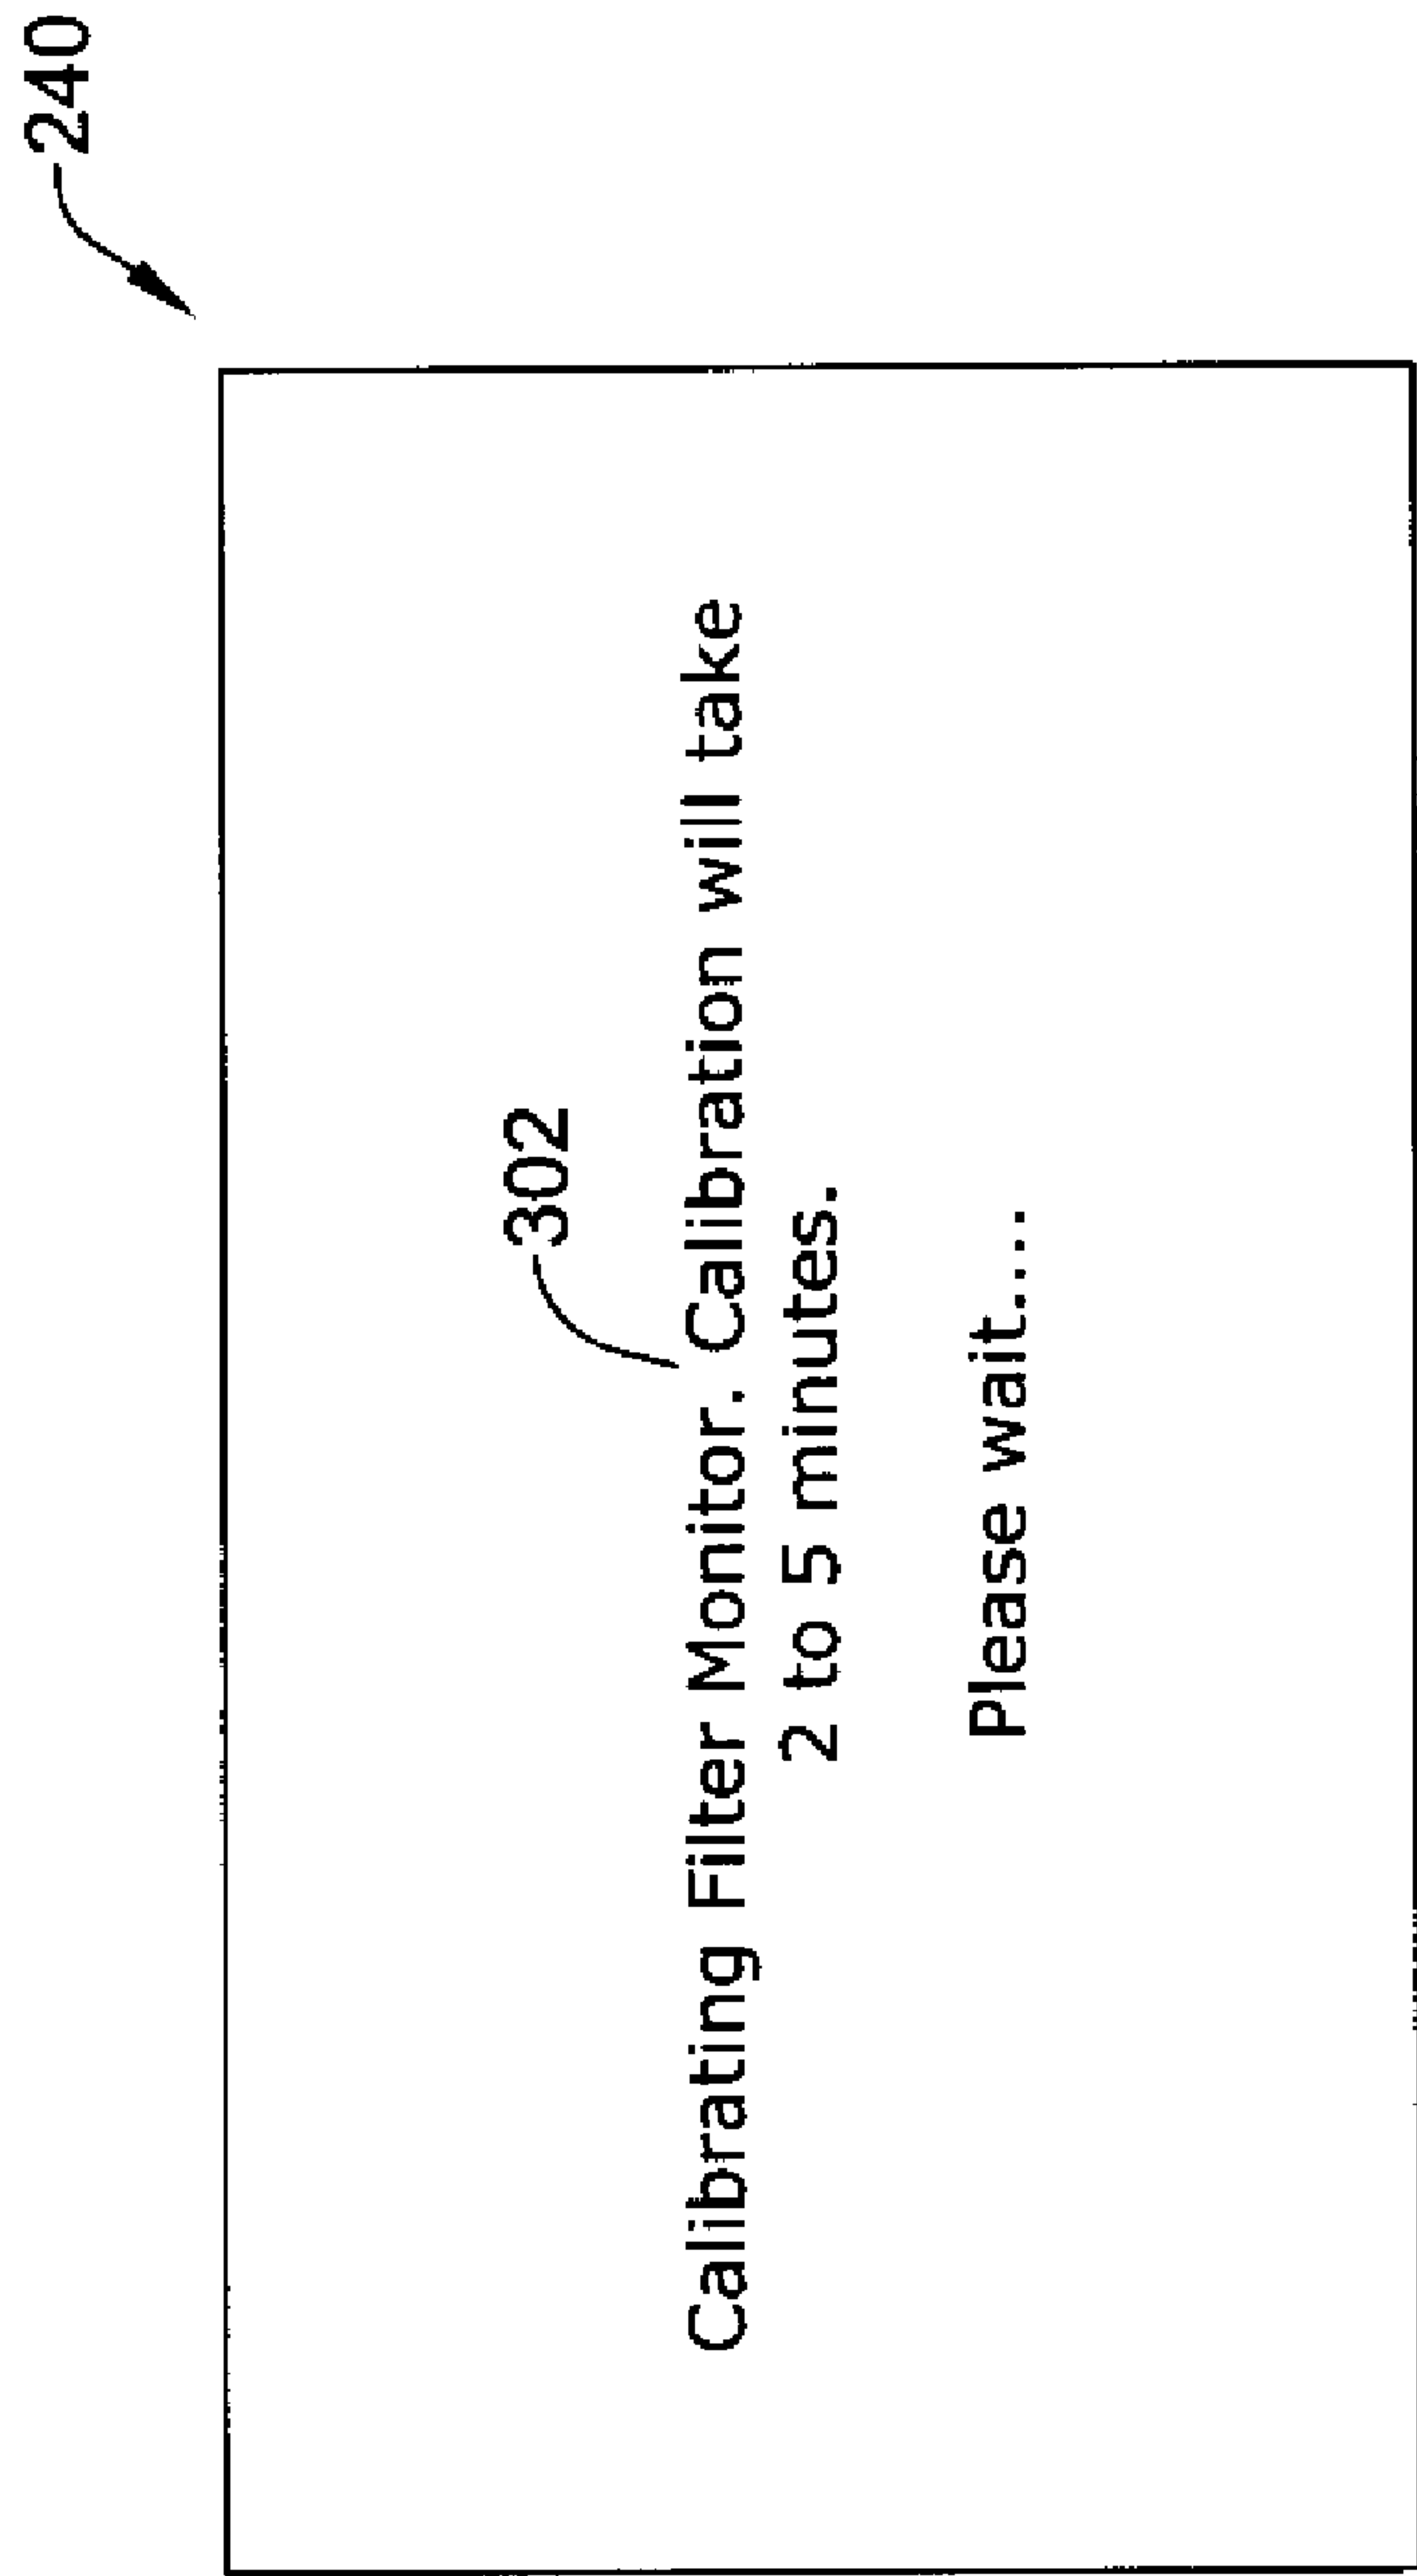 240
302
Calibrating Filter Monitor. Calibration will take
2 to 5 minutes.
Please wait....